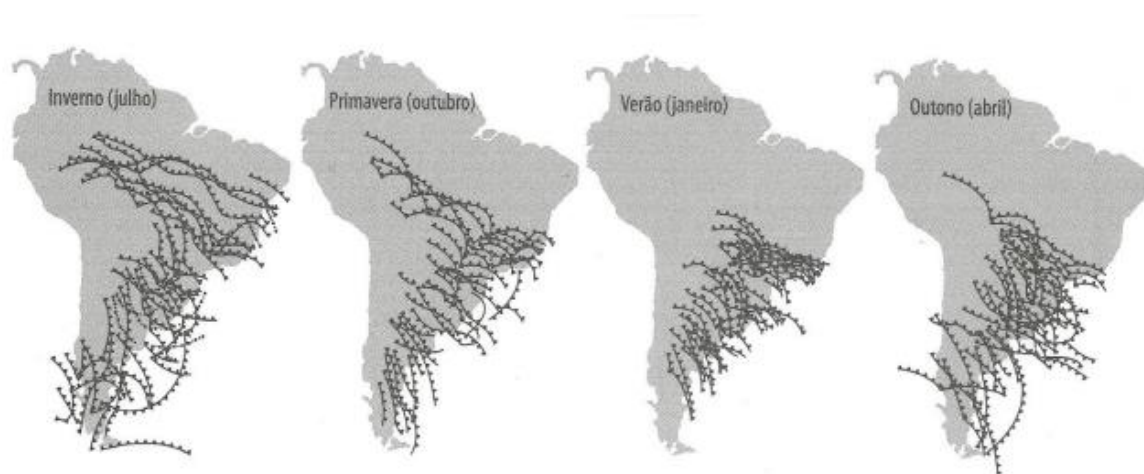 Inverno (julho)
Primavera (outubro)
Verão (janeiro)
Outono (abril)